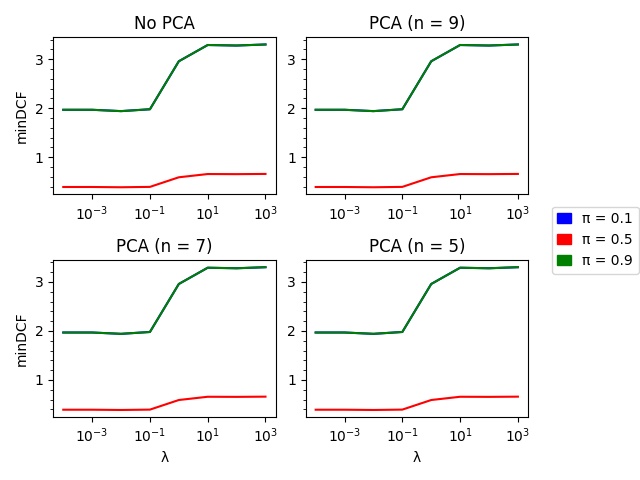 No PCA
PCA (n = 9)
minDCF
3
2
1
10⁻³
10⁻¹
10¹
10³
3
2
1
10⁻³
10⁻¹
10¹
10³
π = 0.1
π = 0.5
π = 0.9
PCA (n = 7)
PCA (n = 5)
minDCF
3
2
1
10⁻³
10⁻¹
10¹
10³
λ
3
2
1
10⁻³
10⁻¹
10¹
10³
λ